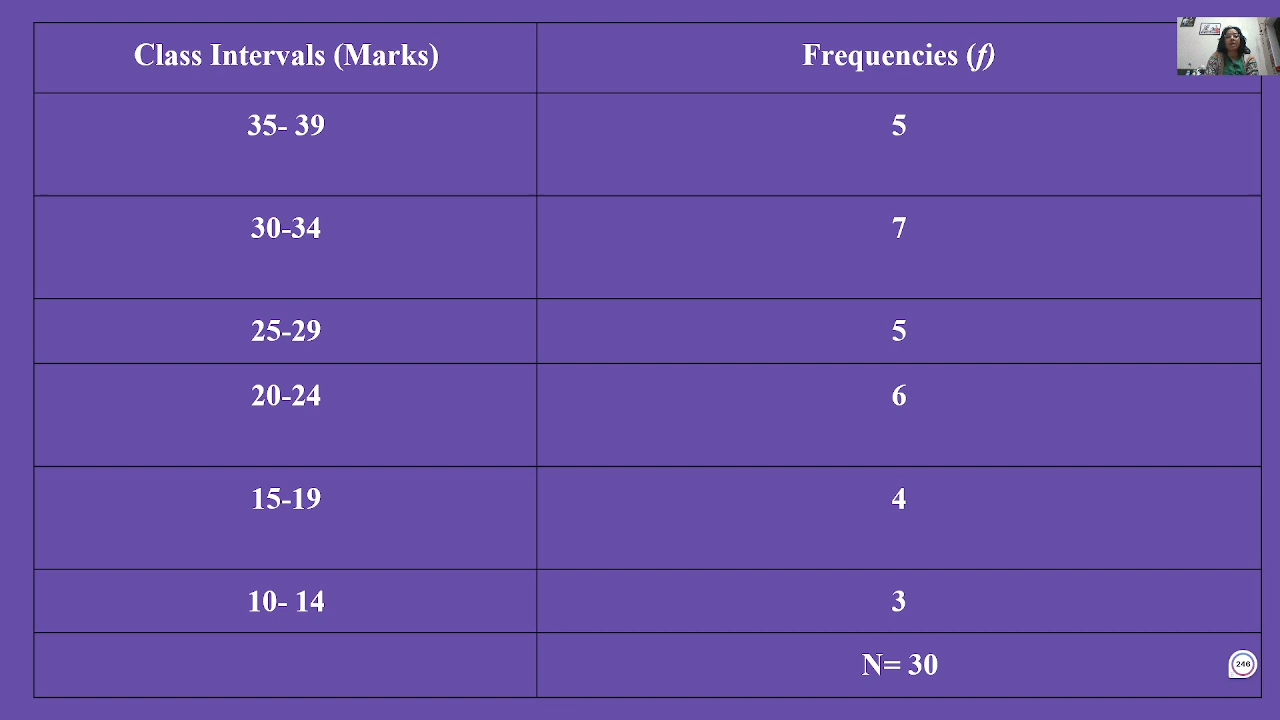 Class Intervals (Marks) Frequencies (f)
35- 39 5
30-34 7
25-29 5
20-24 6
15-19 4
10- 14 3
N= 30
246